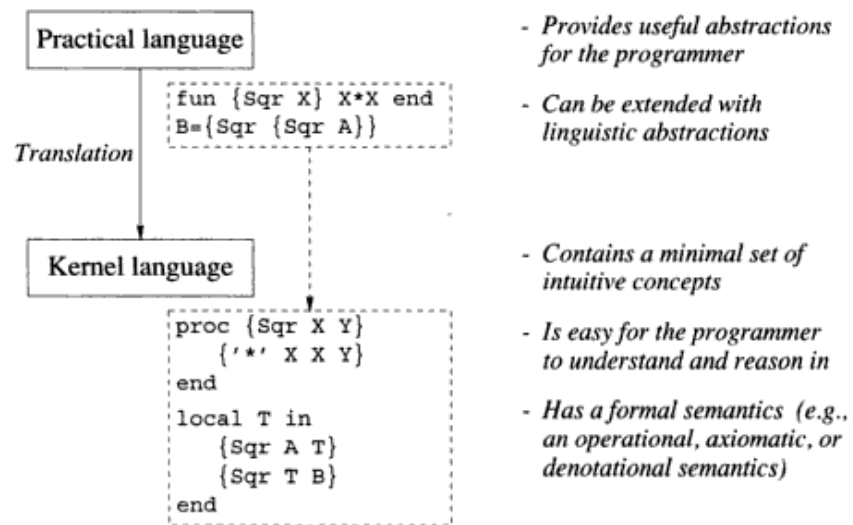 Practical language
- Provides useful abstractions
for the programmer
fun {Sqr X} X*X end
B={Sqr {Sqr A}}
- Can be extended with
linguistic abstractions
Translation
Kernel language
- Contains a minimal set of
intuitive concepts
proc {Sqr X Y}
{'*' X X Y}
end
local T in
{Sqr A T}
{Sqr T B}
end
- Is easy for the programmer
to understand and reason in
- Has a formal semantics (e.g.,
an operational, axiomatic, or
denotational semantics)